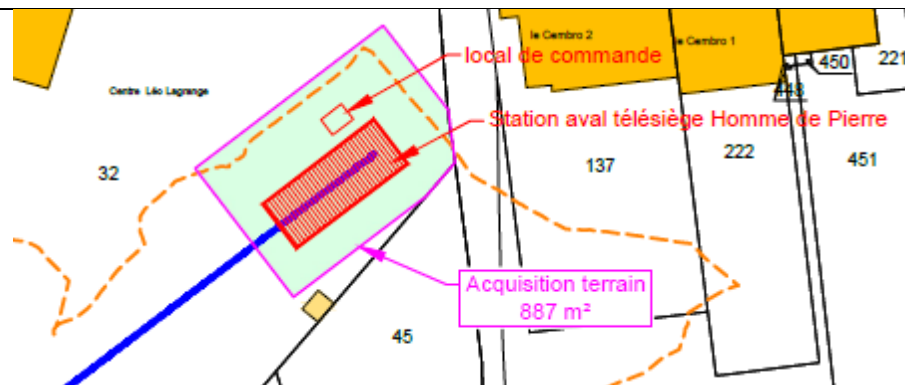 le Cembro 2
le Cembro 1
local de commande
450
221
Centre Léo Lagrange
448
Station aval télésiège Homme de Pierre
32
137
222
451
Acquisition terrain
887 m²
45